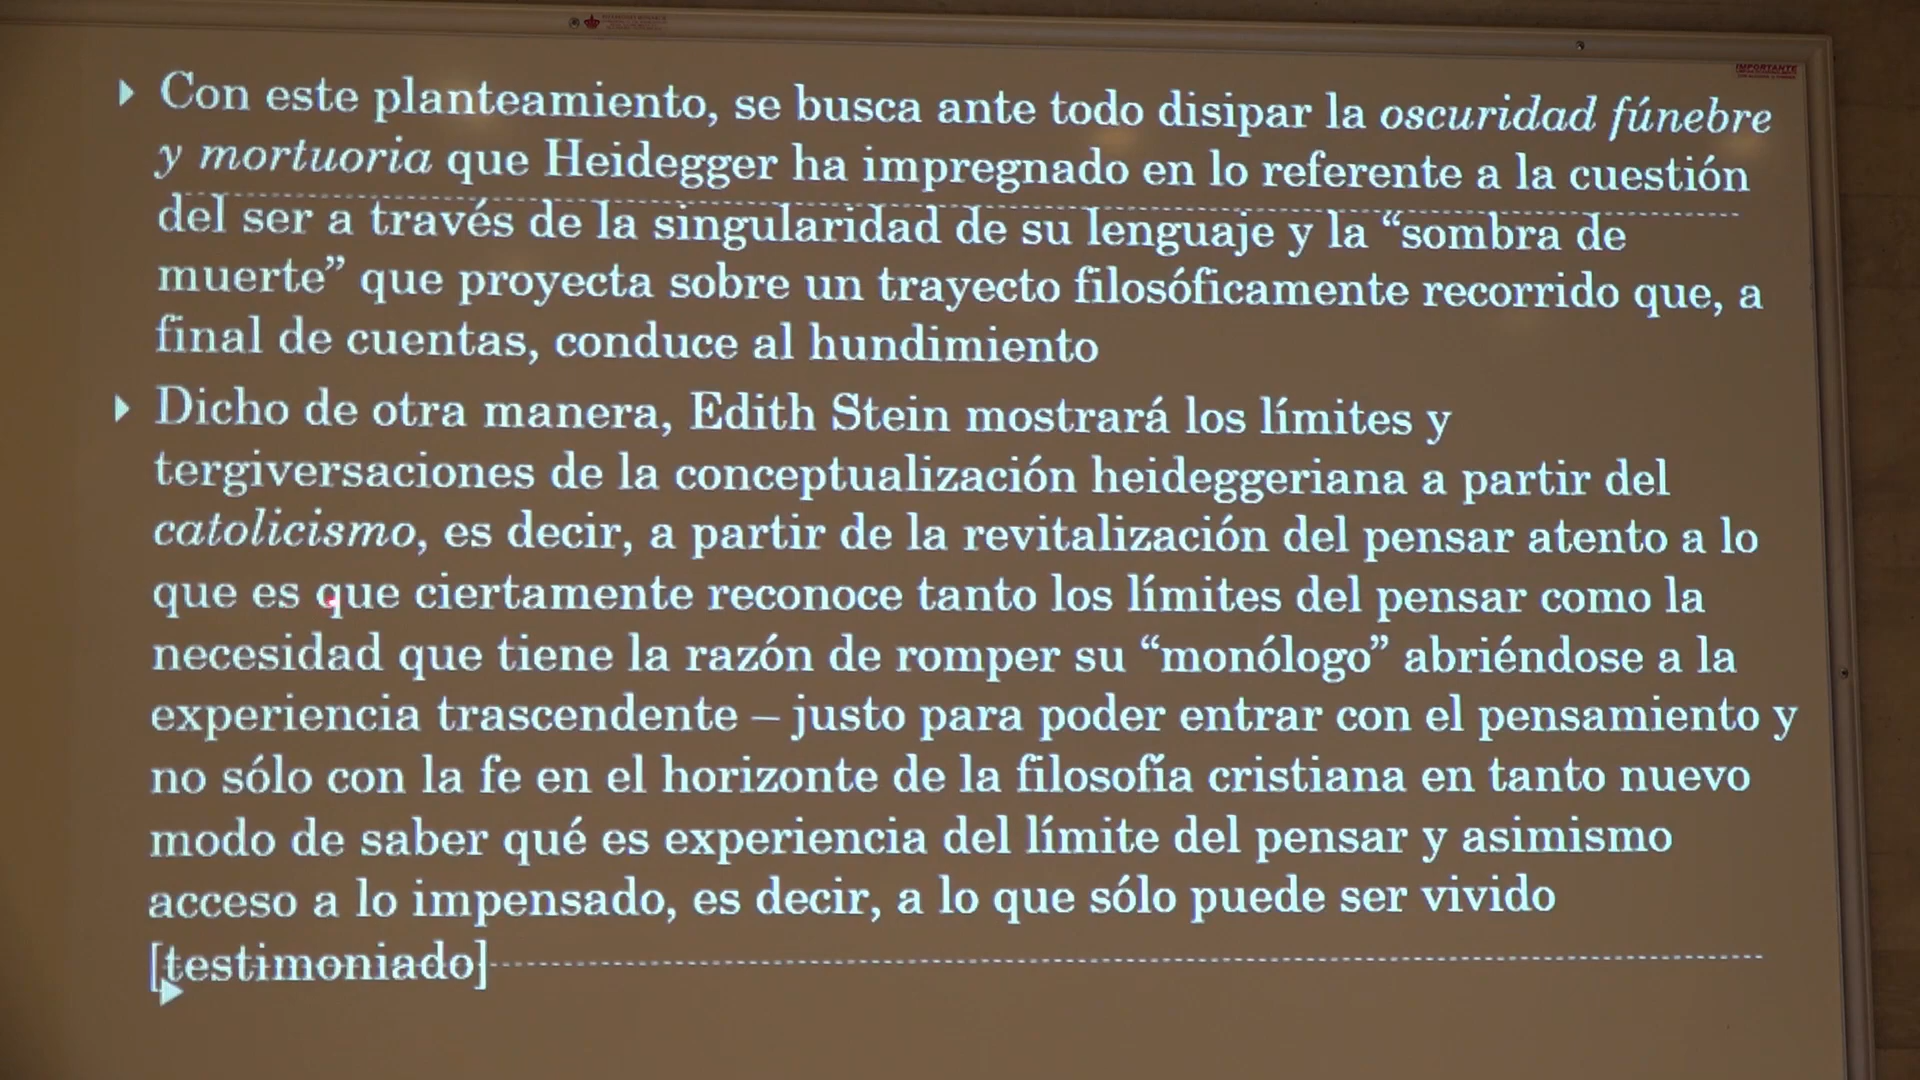 IMPORTANTE
Con este planteamiento, se busca ante todo disipar la oscuridad fúnebre
y mortuoria que Heidegger ha impregnado en lo referente a la cuestión
del ser a través de la singularidad de su lenguaje y la “sombra de
muerte” que proyecta sobre un trayecto filosóficamente recorrido que, a
final de cuentas, conduce al hundimiento
Dicho de otra manera, Edith Stein mostrará los límites y
tergiversaciones de la conceptualización heideggeriana a partir del
catolicismo, es decir, a partir de la revitalización del pensar atento a lo
que es que ciertamente reconoce tanto los límites del pensar como la
necesidad que tiene la razón de romper su “monólogo” abriéndose a la
experiencia trascendente – justo para poder entrar con el pensamiento y
no sólo con la fe en el horizonte de la filosofía cristiana en tanto nuevo
modo de saber qué es experiencia del límite del pensar y asimismo
acceso a lo impensado, es decir, a lo que sólo puede ser vivido
[testimoniado]